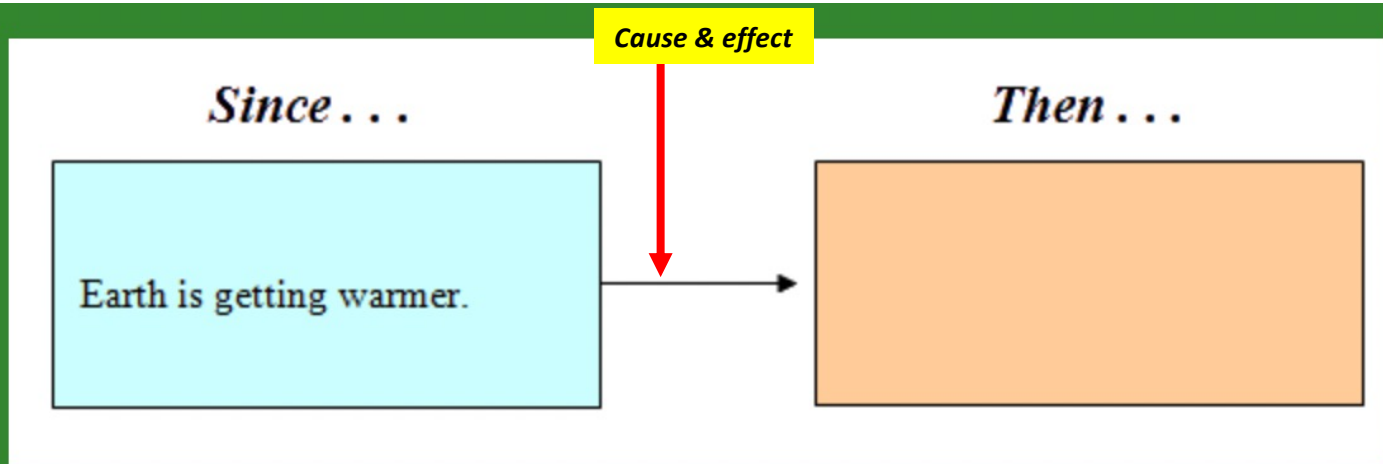 Cause & effect
Since . . .
Then . . .
Earth is getting warmer.